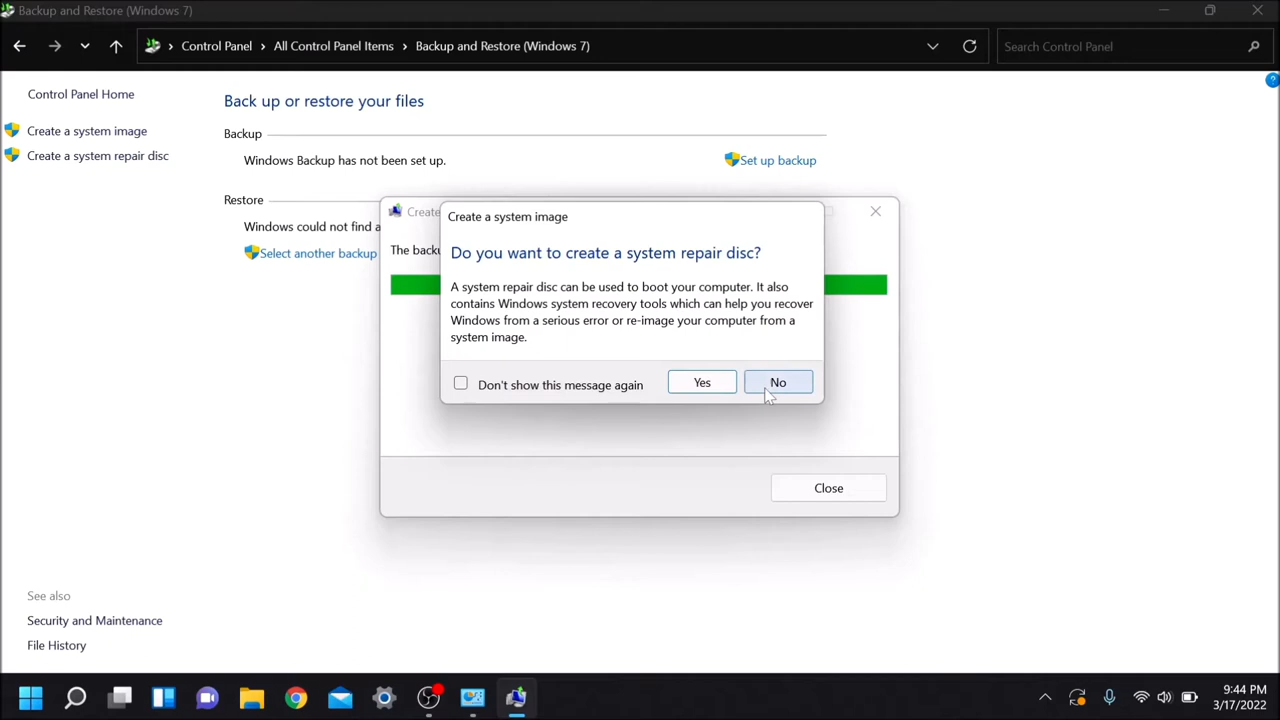 Backup and Restore (Windows 7)
Control Panel > All Control Panel Items > Backup and Restore (Windows 7)
Search Control Panel
Control Panel Home
Create a system image
Create a system repair disc
Back up or restore your files
Backup
Windows Backup has not been set up.
Set up backup
Restore
Windows could not find a
Select another backup
Create
The backu
Create a system image
Do you want to create a system repair disc?
A system repair disc can be used to boot your computer. It also
contains Windows system recovery tools which can help you recover
Windows from a serious error or re-image your computer from a
system image.
Don't show this message again
Yes
No
Close
See also
Security and Maintenance
File History
9:44 PM
3/17/2022